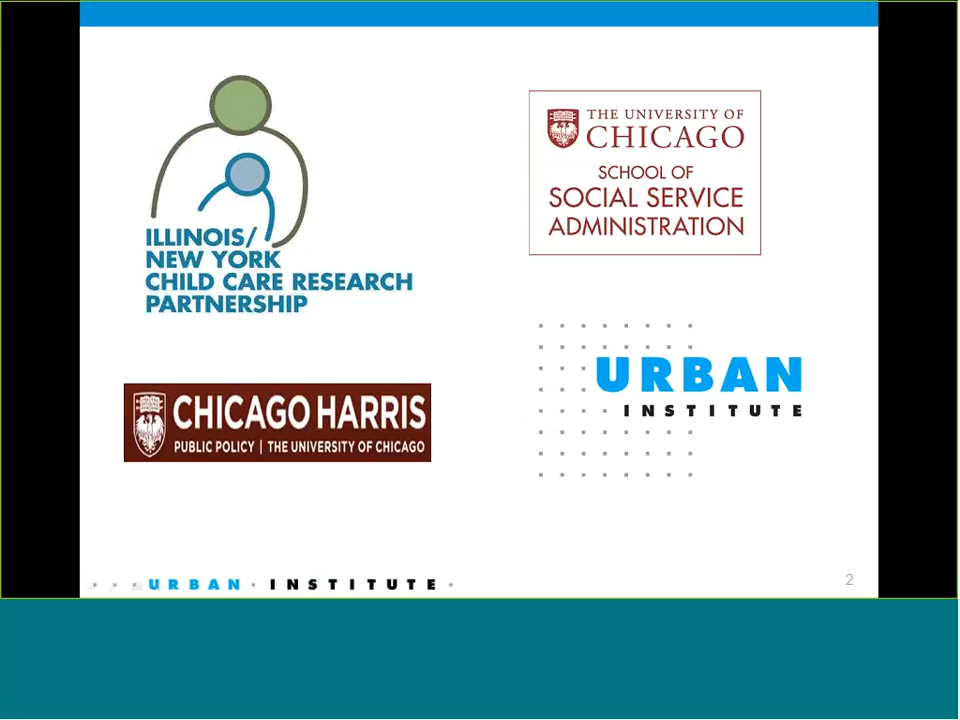 ILLINOIS/
NEW YORK
CHILD CARE RESEARCH
PARTNERSHIP
THE UNIVERSITY OF
CHICAGO
SCHOOL OF
SOCIAL SERVICE
ADMINISTRATION
CHICAGO HARRIS
PUBLIC POLICY | THE UNIVERSITY OF CHICAGO
URBAN
INSTITUTE
URBAN · INSTITUTE
2